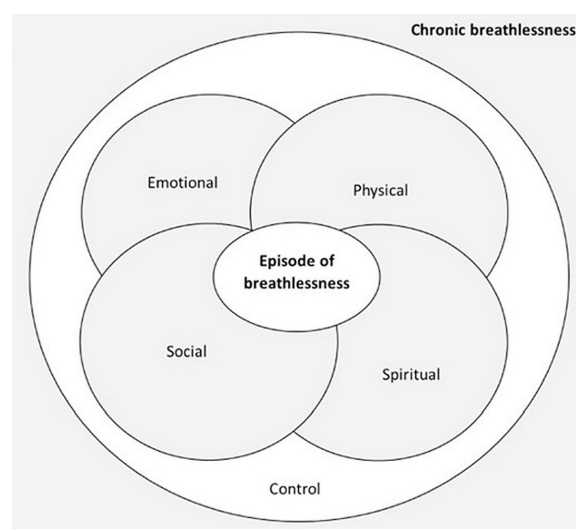 Chronic breathlessness
Emotional
Physical
Episode of
breathlessness
Social
Spiritual
Control